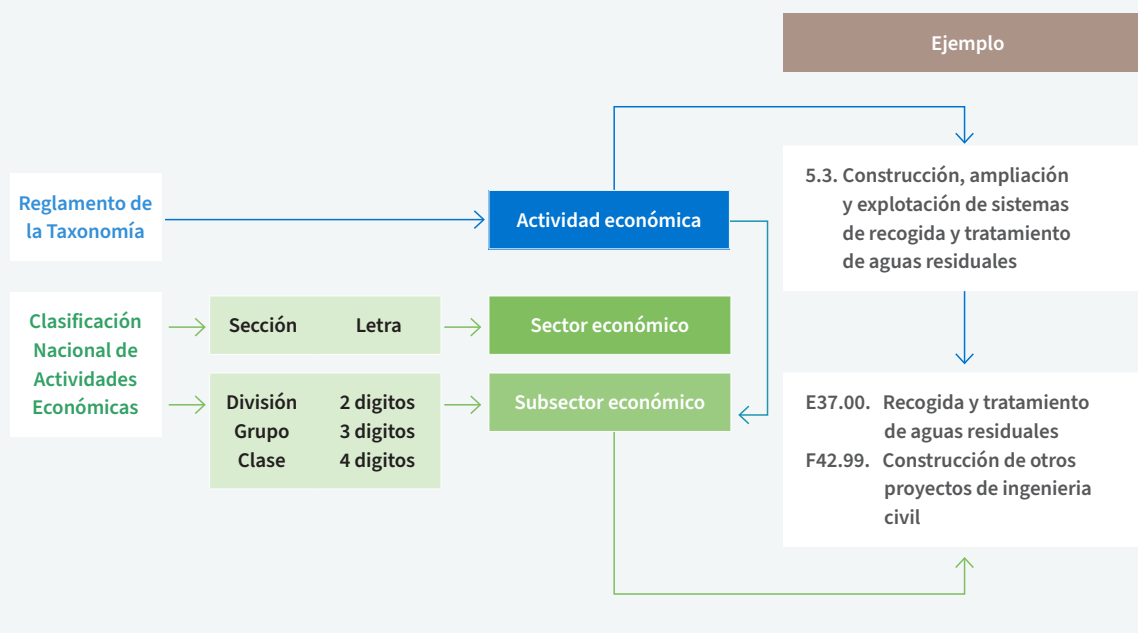 Ejemplo
Reglamento de
la Taxonomía
Actividad económica
5.3. Construcción, ampliación
y explotación de sistemas
de recogida y tratamiento
de aguas residuales
Clasificación
Nacional de
Actividades
Económicas
Sección Letra
Sector económico
División 2 digitos
Grupo 3 digitos
Clase 4 digitos
Subsector económico
E37.00. Recogida y tratamiento
de aguas residuales
F42.99. Construcción de otros
proyectos de ingenieria
civil